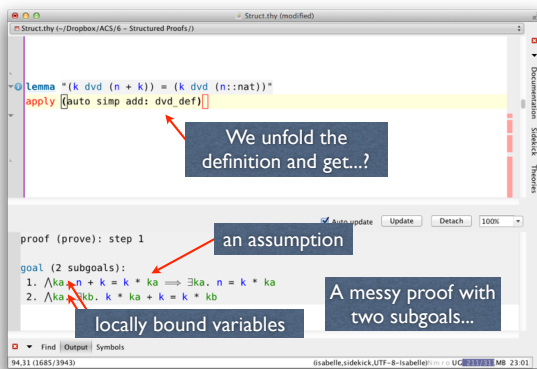 Struct.thy (modified)
Struct.thy (~/Dropbox/ACS/6 – Structured Proofs/)
lemma "(k dvd (n + k)) = (k dvd (n::nat))"
apply (auto simp add: dvd_def)
We unfold the
definition and get...?
Documentation Sidekick Theories
Auto update Update Detach 100%
proof (prove): step 1
an assumption
goal (2 subgoals):
1. ⋀ka. n + k = k * ka ⟹ ∃ka. n = k * ka
2. ⋀ka. ∃kb. k * ka + k = k * kb
A messy proof with
two subgoals...
locally bound variables
Find Output Symbols
94,31 (1685/3943) (isabelle,sidekick,UTF-8-Isabelle) N m r o UG 211/311 MB 23:01